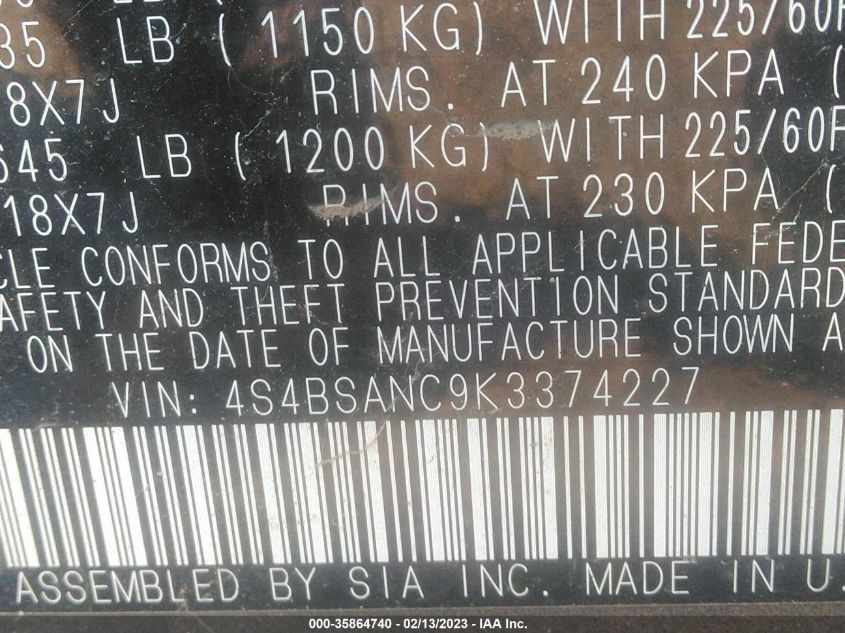 35 LB (1150 KG) WITH 225/60R
18X7J RIMS. AT 240 KPA (
645 LB (1200 KG) WITH 225/60R
18X7J RIMS. AT 230 KPA (
CLE CONFORMS TO ALL APPLICABLE FEDE
AFETY AND THEFT PREVENTION STANDARD
ON THE DATE OF MANUFACTURE SHOWN A
VIN: 4S4BSANC9K3374227
ASSEMBLED BY SIA INC. MADE IN U.
000-35864740 - 02/13/2023 - IAA Inc.